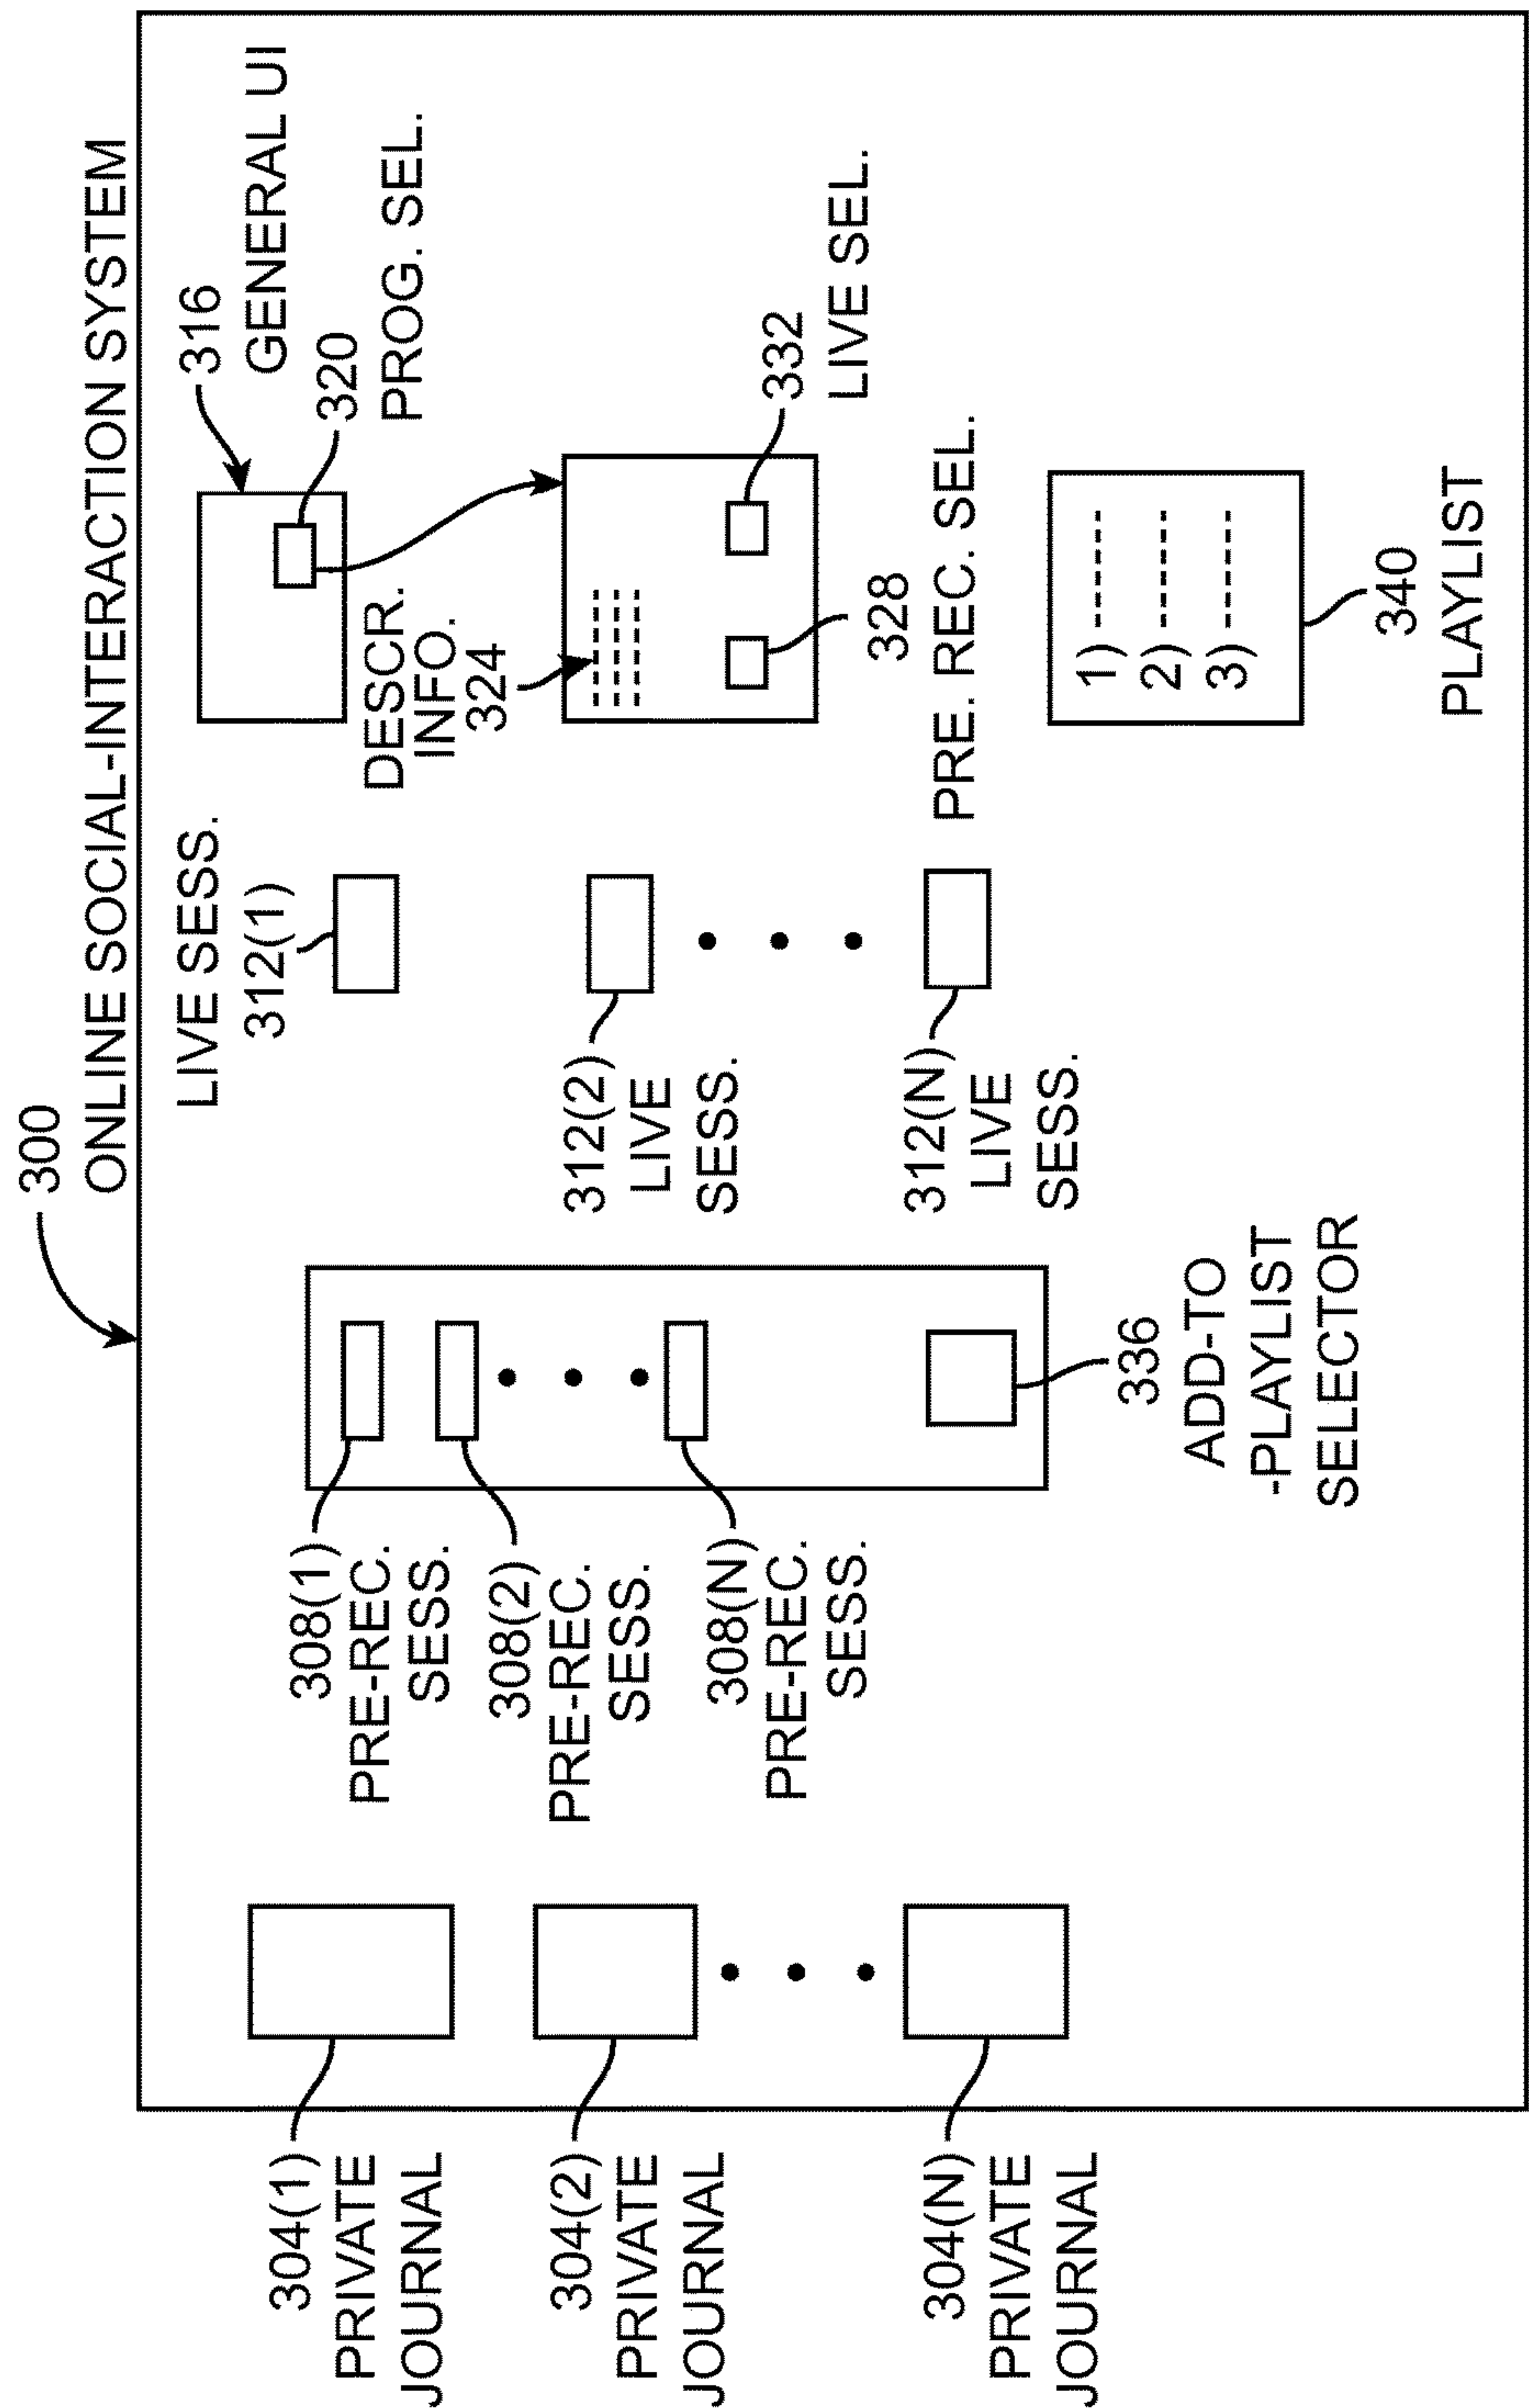 300
ONLINE SOCIAL-INTERACTION SYSTEM
304(1)
PRIVATE
JOURNAL
304(2)
PRIVATE
JOURNAL
304(N)
PRIVATE
JOURNAL
308(1)
PRE-REC.
SESS.
308(2)
PRE-REC.
SESS.
308(N)
PRE-REC.
SESS.
336
ADD-TO
-PLAYLIST
SELECTOR
LIVE SESS.
312(1)
312(2)
LIVE
SESS.
312(N)
LIVE
SESS.
316
GENERAL UI
320
PROG. SEL.
DESCR.
INFO.
324
332
LIVE SEL.
328
PRE. REC. SEL.
1)
2)
3)
340
PLAYLIST